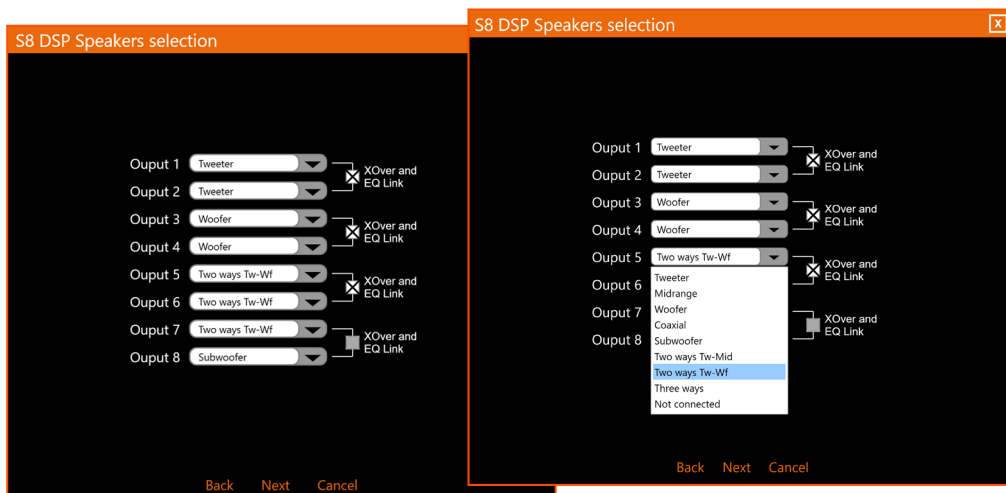 S8 DSP Speakers selection
Ouput 1 Tweeter
XOver and
EQ Link
Ouput 2 Tweeter
Ouput 3 Woofer
XOver and
EQ Link
Ouput 4 Woofer
Ouput 5 Two ways Tw-Wf
XOver and
EQ Link
Ouput 6 Two ways Tw-Wf
Ouput 7 Two ways Tw-Wf
XOver and
EQ Link
Ouput 8 Subwoofer
Back Next Cancel
S8 DSP Speakers selection x
Ouput 1 Tweeter
XOver and
EQ Link
Ouput 2 Tweeter
Ouput 3 Woofer
XOver and
EQ Link
Ouput 4 Woofer
Ouput 5 Two ways Tw-Wf
XOver and
EQ Link
Ouput 6
Ouput 7
XOver and
EQ Link
Ouput 8
Tweeter
Midrange
Woofer
Coaxial
Subwoofer
Two ways Tw-Mid
Two ways Tw-Wf
Three ways
Not connected
Back Next Cancel